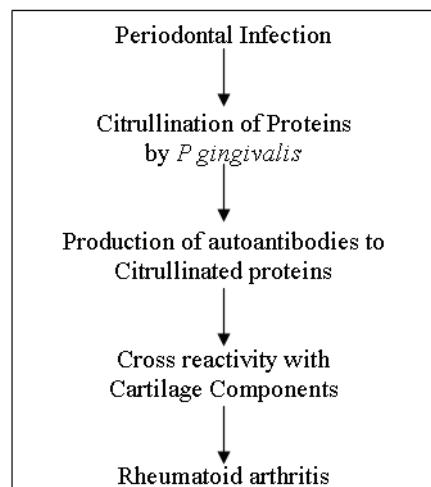 Periodontal Infection
Citrullination of Proteins
by P gingivalis
Production of autoantibodies to
Citrullinated proteins
Cross reactivity with
Cartilage Components
Rheumatoid arthritis